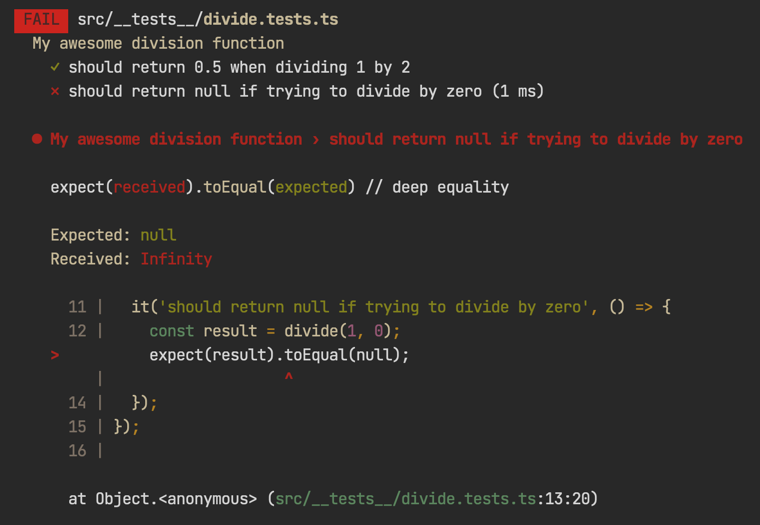 FAIL src/__tests__/divide.tests.ts
My awesome division function
✓ should return 0.5 when dividing 1 by 2
✕ should return null if trying to divide by zero (1 ms)
● My awesome division function › should return null if trying to divide by zero
expect(received).toEqual(expected) // deep equality
Expected: null
Received: Infinity
11 |   it('should return null if trying to divide by zero', () => {
12 |     const result = divide(1, 0);
>          expect(result).toEqual(null);
|                    ^
14 |   });
15 | });
16 |
at Object.<anonymous> (src/__tests__/divide.tests.ts:13:20)